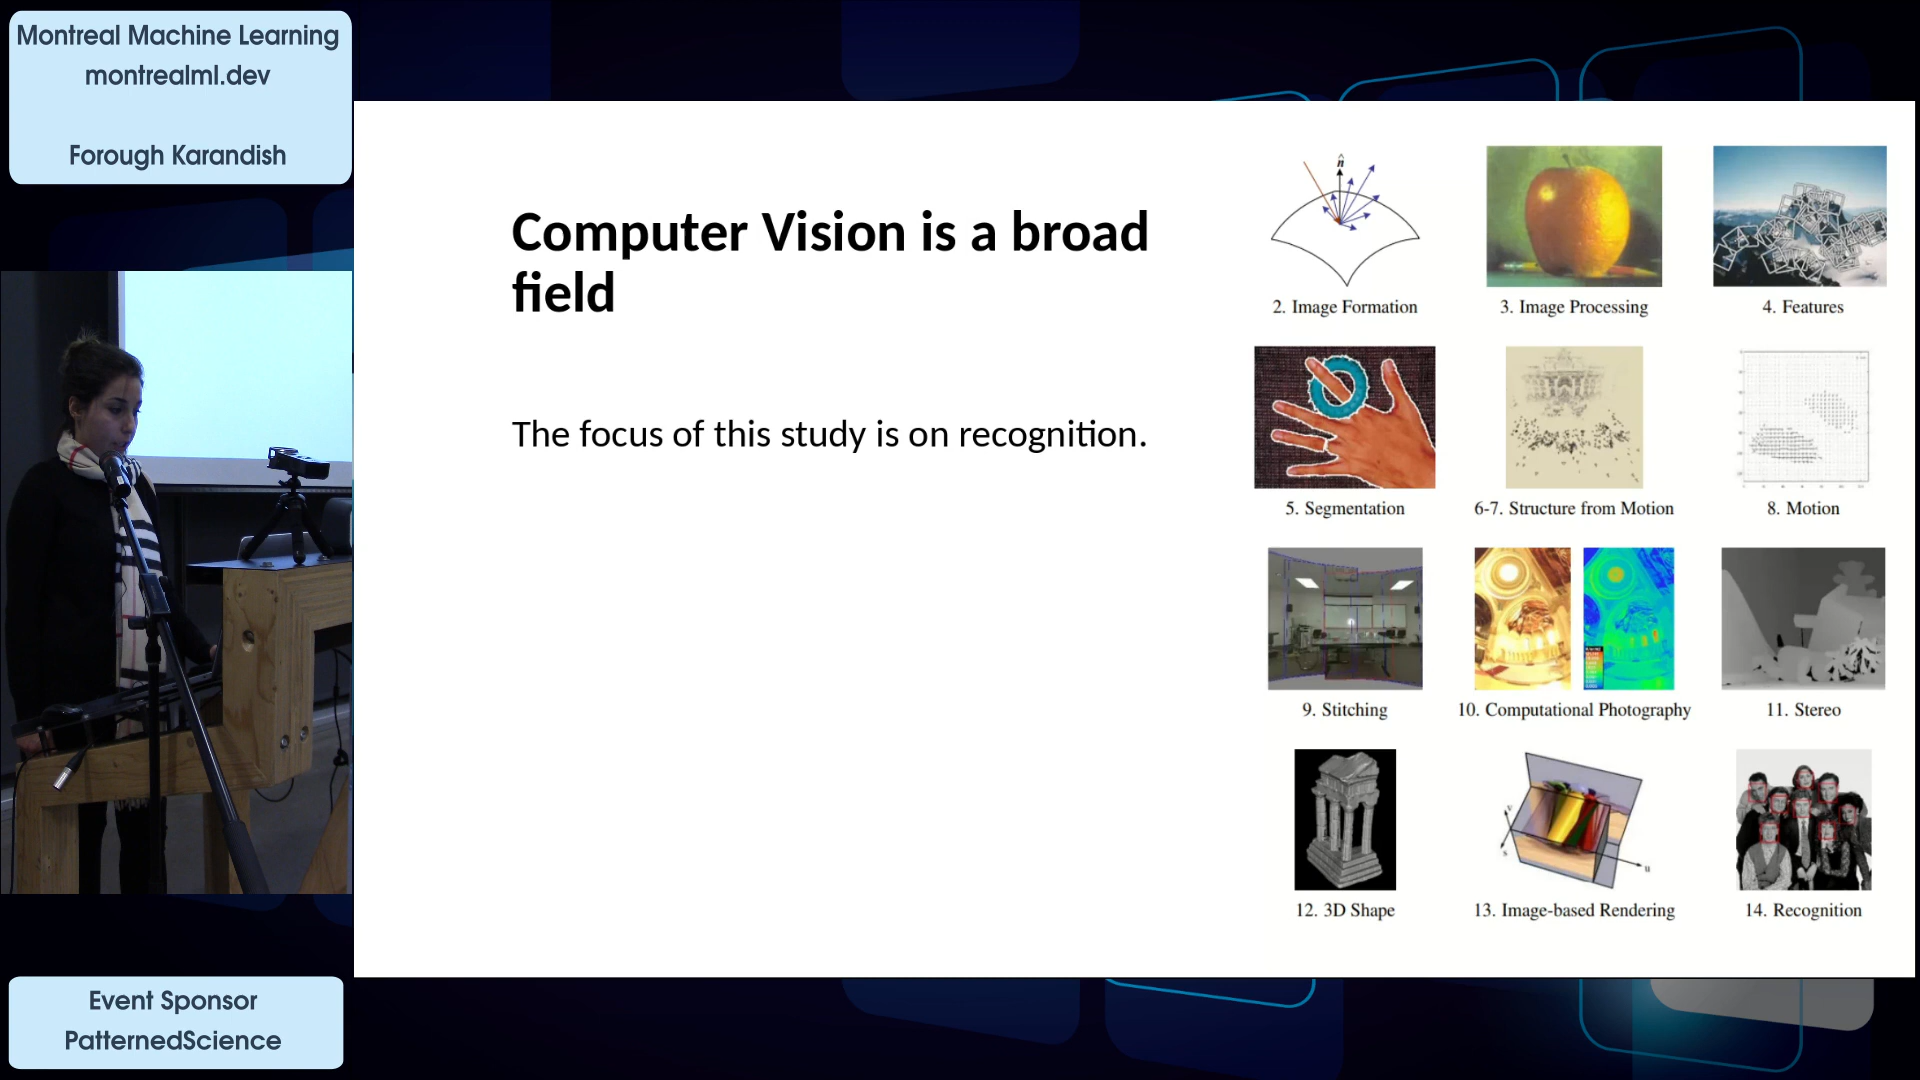 Montreal Machine Learning
montrealml.dev
Forough Karandish
Computer Vision is a broad
field
The focus of this study is on recognition.
n̂
2. Image Formation
3. Image Processing
4. Features
5. Segmentation
6-7. Structure from Motion
8. Motion
9. Stitching
10. Computational Photography
11. Stereo
v
s
u
12. 3D Shape
13. Image-based Rendering
14. Recognition
Event Sponsor
PatternedScience